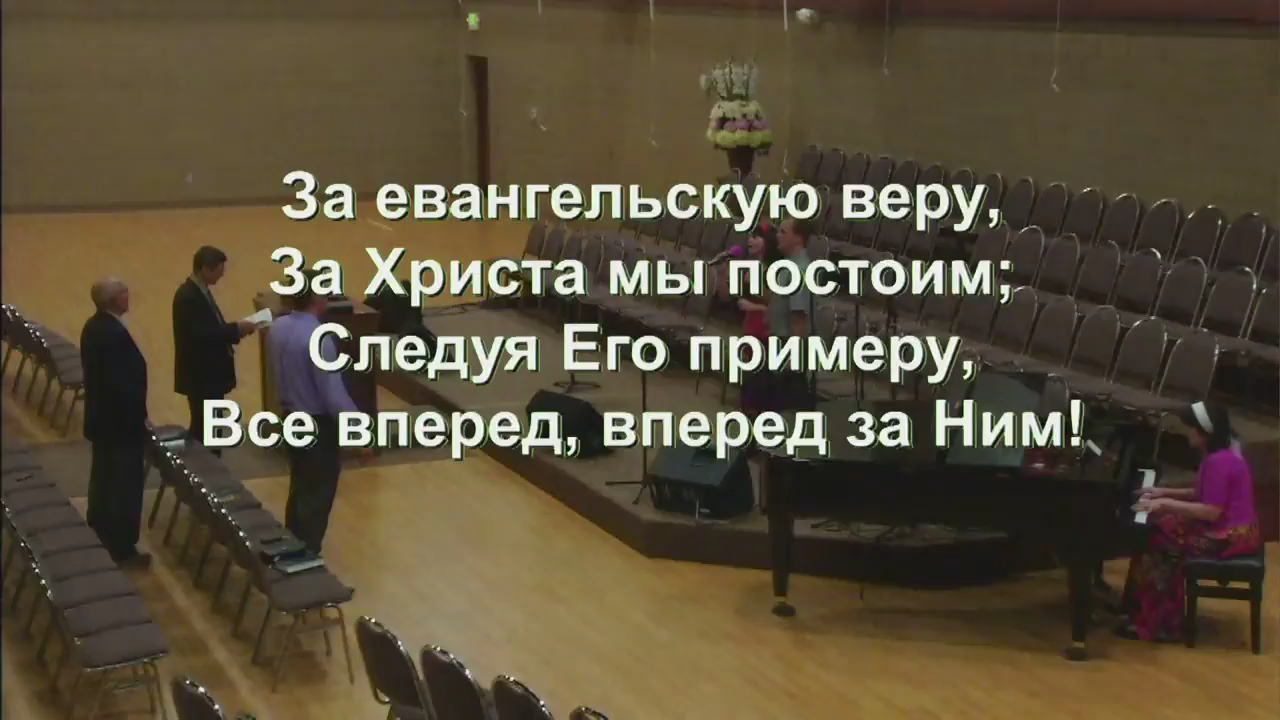 За евангельскую веру,
За Христа мы постоим;
Следуя Его примеру,
Все вперед, вперед за Ним!